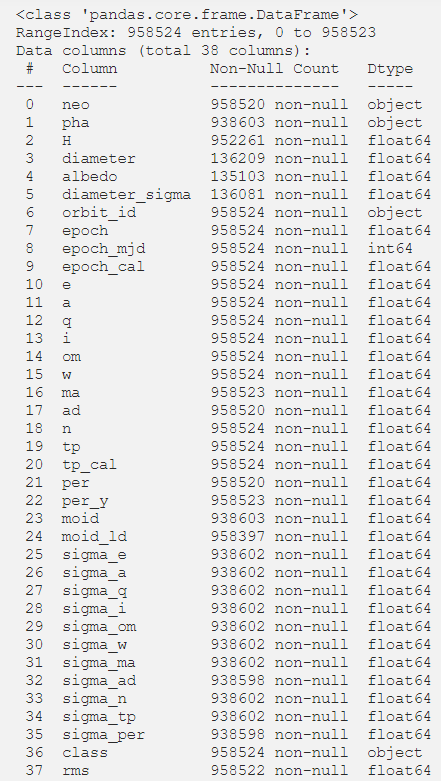 <class 'pandas.core.frame.DataFrame'>
RangeIndex: 958524 entries, 0 to 958523
Data columns (total 38 columns):
 #   Column          Non-Null Count   Dtype
---  ------          --------------   -----
 0   neo             958520 non-null  object
 1   pha             938603 non-null  object
 2   H               952261 non-null  float64
 3   diameter        136209 non-null  float64
 4   albedo          135103 non-null  float64
 5   diameter_sigma  136081 non-null  float64
 6   orbit_id        958524 non-null  object
 7   epoch           958524 non-null  float64
 8   epoch_mjd       958524 non-null  int64
 9   epoch_cal       958524 non-null  float64
 10  e               958524 non-null  float64
 11  a               958524 non-null  float64
 12  q               958524 non-null  float64
 13  i               958524 non-null  float64
 14  om              958524 non-null  float64
 15  w               958524 non-null  float64
 16  ma              958523 non-null  float64
 17  ad              958520 non-null  float64
 18  n               958524 non-null  float64
 19  tp              958524 non-null  float64
 20  tp_cal          958524 non-null  float64
 21  per             958520 non-null  float64
 22  per_y           958523 non-null  float64
 23  moid            938603 non-null  float64
 24  moid_ld         958397 non-null  float64
 25  sigma_e         938602 non-null  float64
 26  sigma_a         938602 non-null  float64
 27  sigma_q         938602 non-null  float64
 28  sigma_i         938602 non-null  float64
 29  sigma_om        938602 non-null  float64
 30  sigma_w         938602 non-null  float64
 31  sigma_ma        938602 non-null  float64
 32  sigma_ad        938598 non-null  float64
 33  sigma_n         938602 non-null  float64
 34  sigma_tp        938602 non-null  float64
 35  sigma_per       938598 non-null  float64
 36  class           958524 non-null  object
 37  rms             958522 non-null  float64